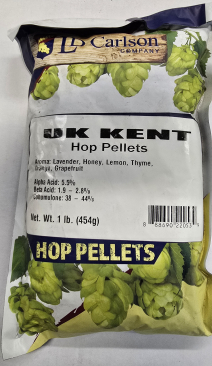 LD Carlson
COMPANY
UK KENT
Hop Pellets
Aroma: Lavender, Honey, Lemon, Thyme,
Orange, Grapefruit
Alpha Acid: 5.5%
Beta Acid: 1.9 - 2.8%
Cohumulone: 38 - 44%
Net. Wt. 1 lb. (454g)
HOP PELLETS